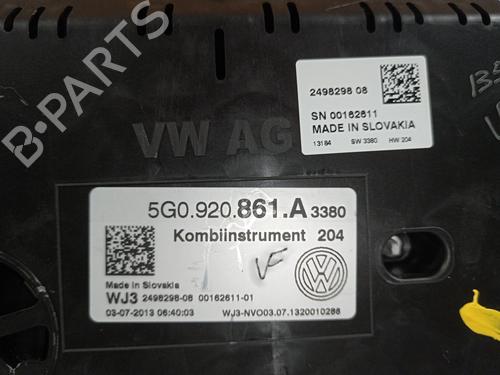 2498298 08
SN 00162611
MADE IN SLOVAKIA
13184 SW 3380 HW 204
VW AG
5G0.920.861.A 3380
Kombiinstrument 204
VF
Made in Slovakia
WJ3 2498298-08 00162611-01
03-07-2013 06:40:03 WJ3-NVO03.07.1320010288
B-PARTS